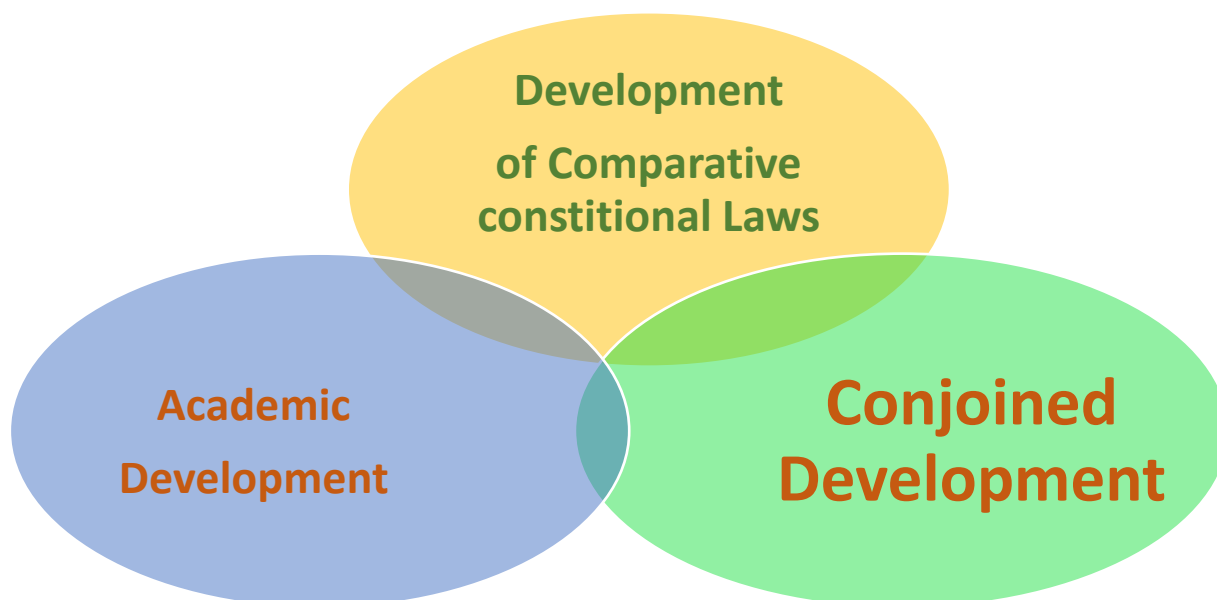 Development
of Comparative
constitional Laws
Academic
Development
Conjoined
Development